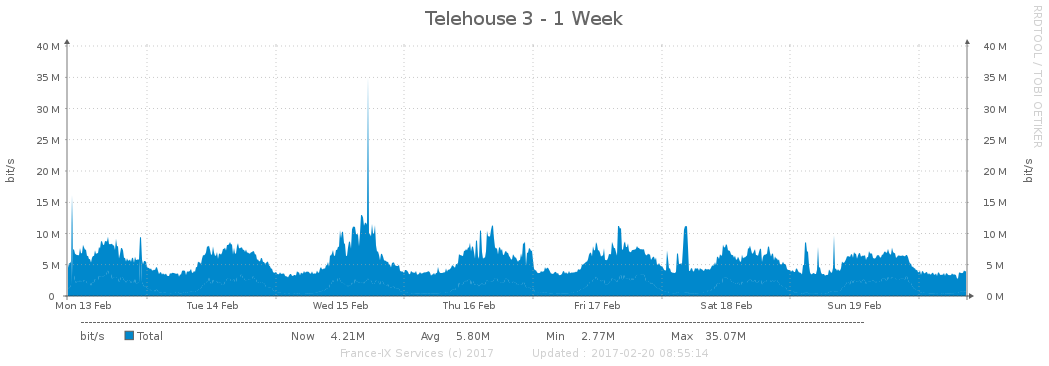 Telehouse 3 - 1 Week
RRDTOOL / TOBI OETIKER
40 M 40 M
35 M 35 M
30 M 30 M
25 M 25 M
20 M 20 M
15 M 15 M
10 M 10 M
5 M 5 M
0 0 M
bit/s
bit/s
Mon 13 Feb Tue 14 Feb Wed 15 Feb Thu 16 Feb Fri 17 Feb Sat 18 Feb Sun 19 Feb
bit/s Total Now 4.21M Avg 5.80M Min 2.77M Max 35.07M
France-IX Services (c) 2017 Updated : 2017-02-20 08:55:14